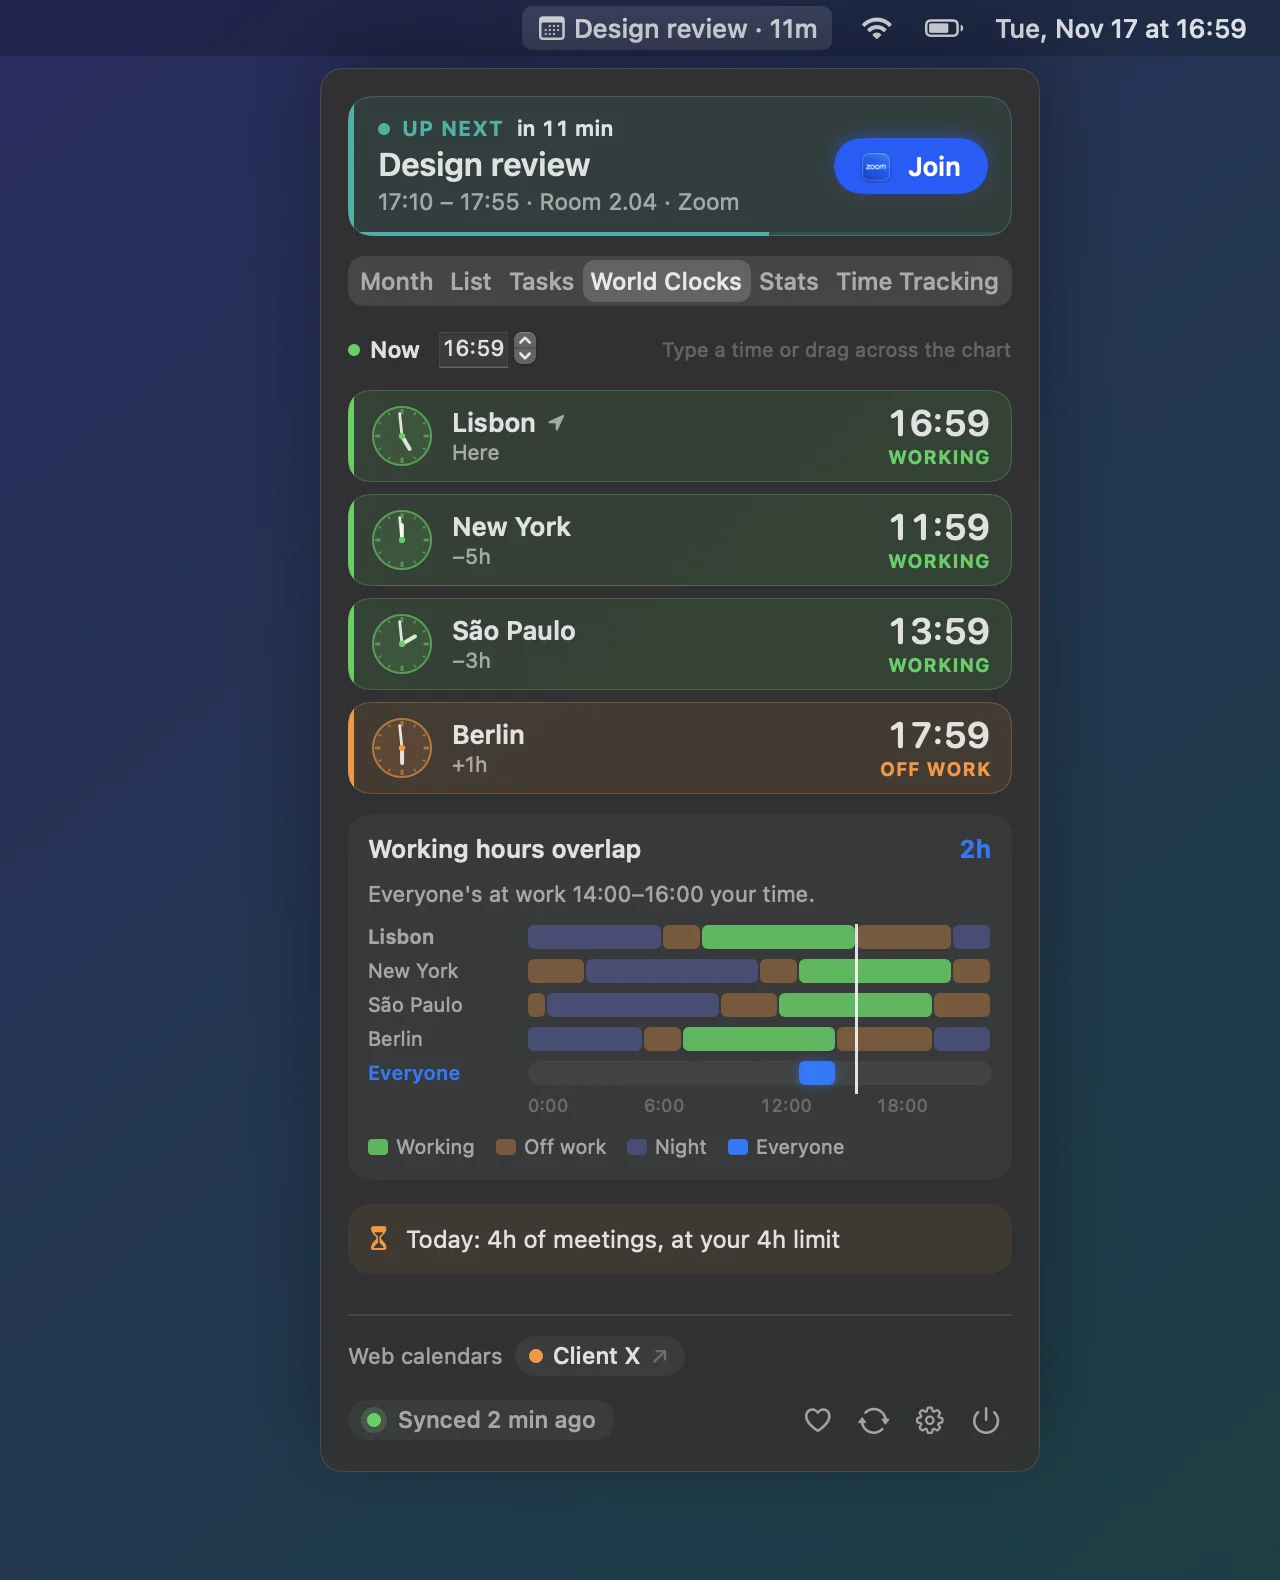 Design review · 11m
Tue, Nov 17 at 16:59
UP NEXT in 11 min
Design review
17:10 – 17:55 · Room 2.04 · Zoom
zoom Join
Month List Tasks World Clocks Stats Time Tracking
Now 16:59 Type a time or drag across the chart
Lisbon
Here
16:59
WORKING
New York
−5h
11:59
WORKING
São Paulo
−3h
13:59
WORKING
Berlin
+1h
17:59
OFF WORK
Working hours overlap 2h
Everyone's at work 14:00–16:00 your time.
Lisbon
New York
São Paulo
Berlin
Everyone
0:00 6:00 12:00 18:00
Working Off work Night Everyone
Today: 4h of meetings, at your 4h limit
Web calendars Client X
Synced 2 min ago